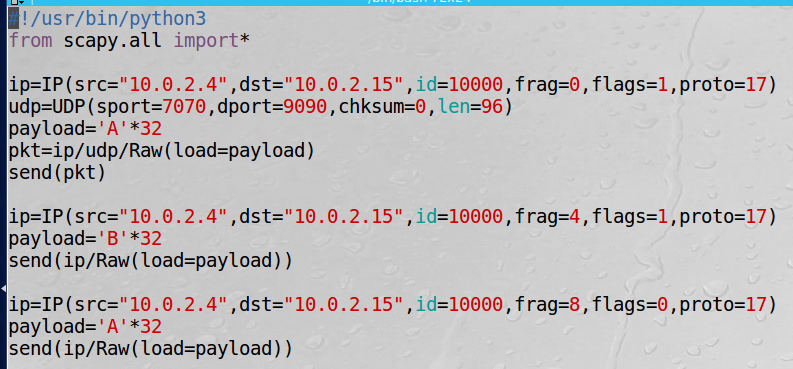 /bin/bash 72x24
#!/usr/bin/python3
from scapy.all import*
ip=IP(src="10.0.2.4",dst="10.0.2.15",id=10000,frag=0,flags=1,proto=17)
udp=UDP(sport=7070,dport=9090,chksum=0,len=96)
payload='A'*32
pkt=ip/udp/Raw(load=payload)
send(pkt)
ip=IP(src="10.0.2.4",dst="10.0.2.15",id=10000,frag=4,flags=1,proto=17)
payload='B'*32
send(ip/Raw(load=payload))
ip=IP(src="10.0.2.4",dst="10.0.2.15",id=10000,frag=8,flags=0,proto=17)
payload='A'*32
send(ip/Raw(load=payload))